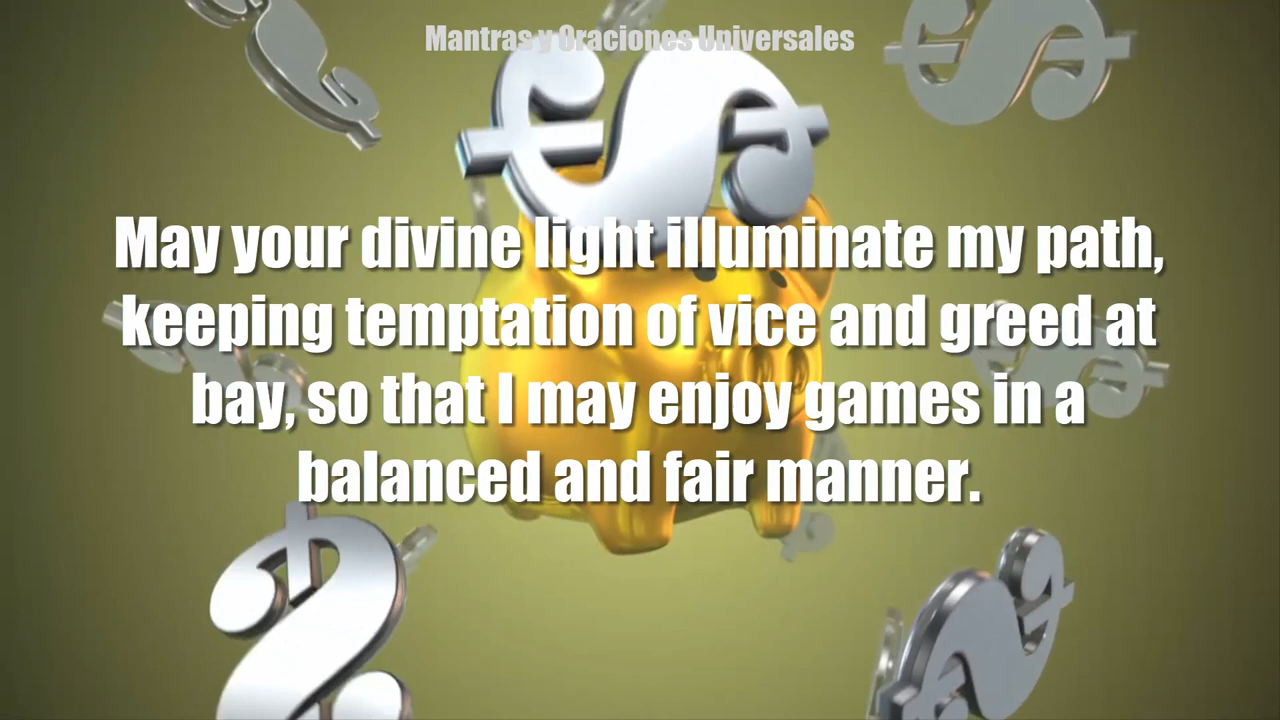 Mantras y Oraciones Universales
May your divine light illuminate my path,
keeping temptation of vice and greed at
bay, so that I may enjoy games in a
balanced and fair manner.